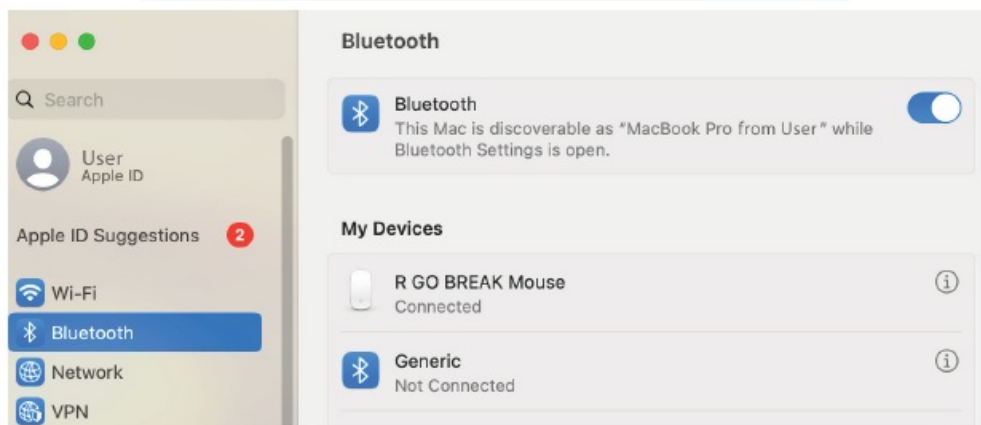 Bluetooth
Search
Bluetooth
This Mac is discoverable as "MacBook Pro from User" while
Bluetooth Settings is open.
User
Apple ID
Apple ID Suggestions 2
My Devices
R GO BREAK Mouse
Connected
Wi-Fi
Bluetooth
Network
VPN
Generic
Not Connected